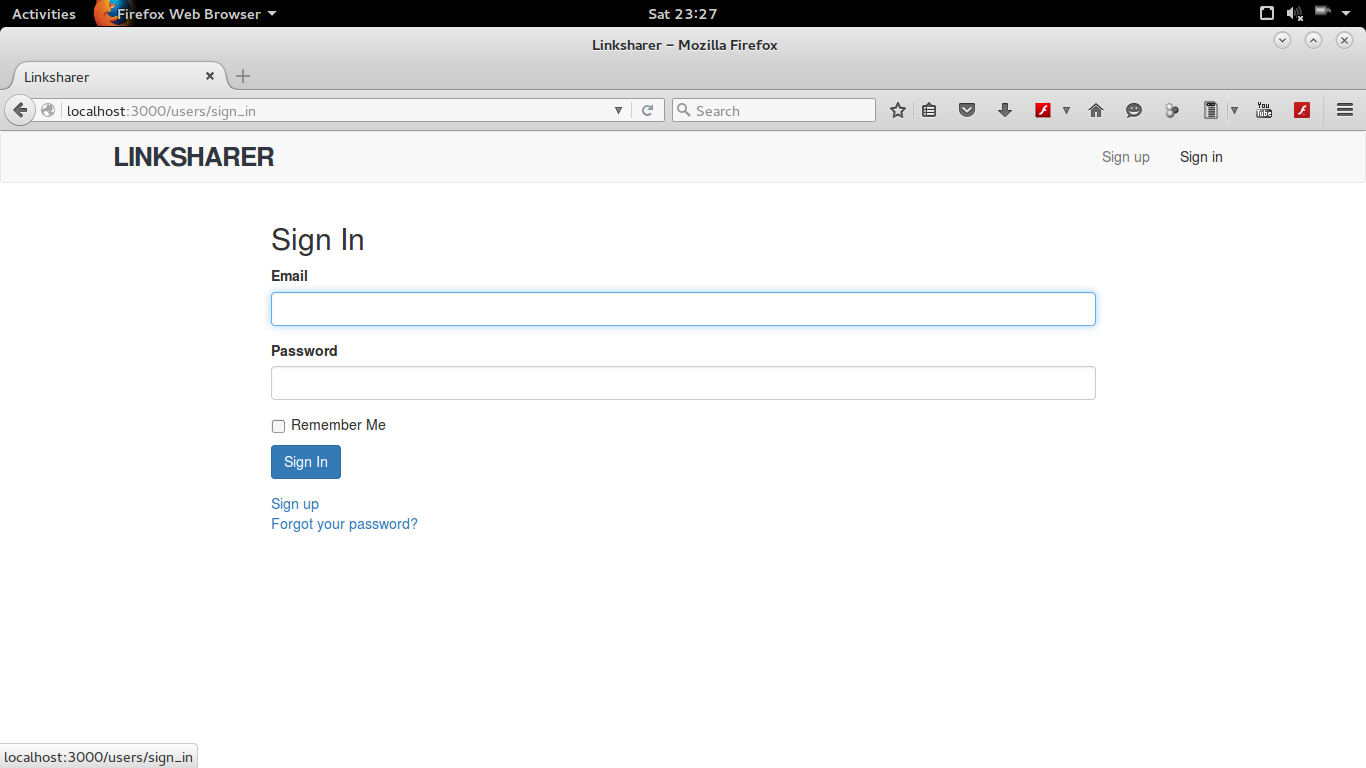 Activities Firefox Web Browser Sat 23:27
Linksharer - Mozilla Firefox
Linksharer
localhost:3000/users/sign_in Search You Tube
LINKSHARER Sign up Sign in
Sign In
Email
Password
Remember Me
Sign In
Sign up
Forgot your password?
localhost:3000/users/sign_in